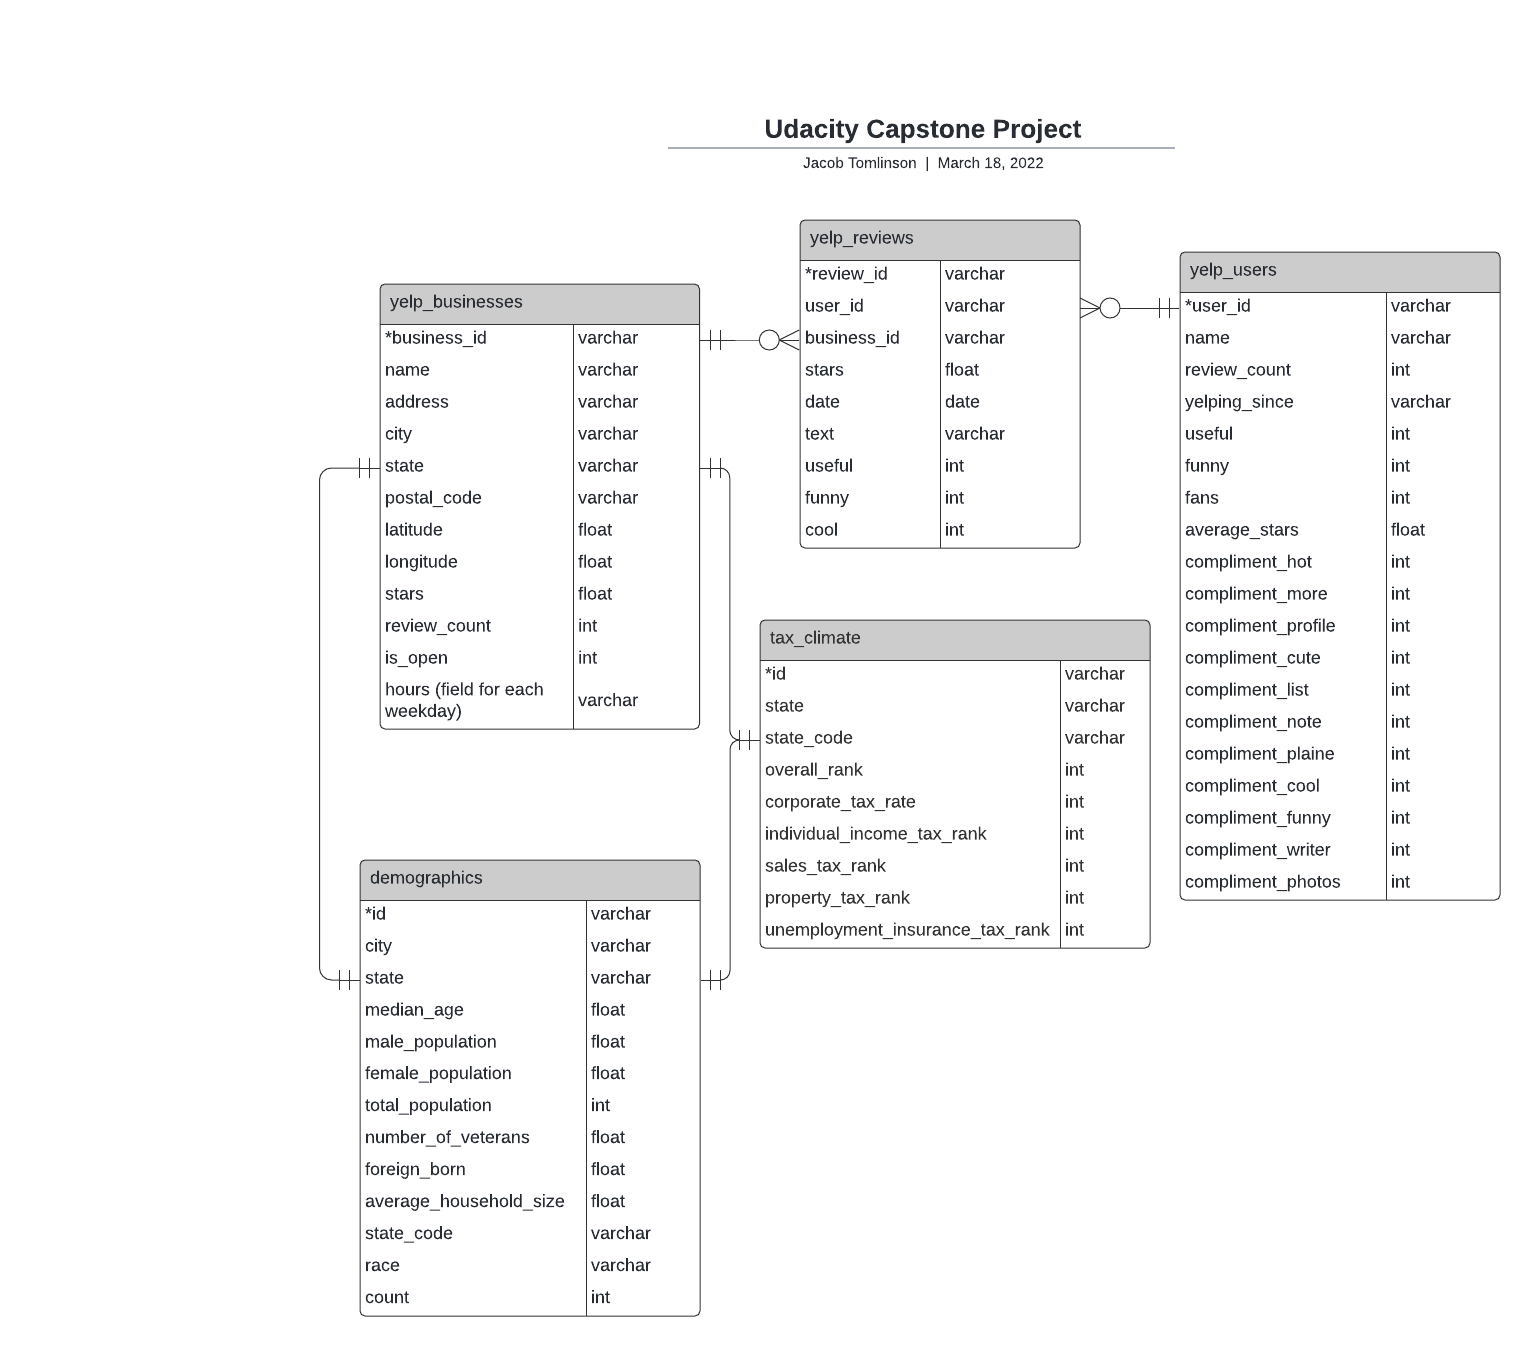 Udacity Capstone Project
Jacob Tomlinson | March 18, 2022
yelp_businesses
*business_id varchar
name varchar
address varchar
city varchar
state varchar
postal_code varchar
latitude float
longitude float
stars float
review_count int
is_open int
hours (field for each
weekday) varchar
yelp_reviews
*review_id varchar
user_id varchar
business_id varchar
stars float
date date
text varchar
useful int
funny int
cool int
yelp_users
*user_id varchar
name varchar
review_count int
yelping_since varchar
useful int
funny int
fans int
average_stars float
compliment_hot int
compliment_more int
compliment_profile int
compliment_cute int
compliment_list int
compliment_note int
compliment_plaine int
compliment_cool int
compliment_funny int
compliment_writer int
compliment_photos int
tax_climate
*id varchar
state varchar
state_code varchar
overall_rank int
corporate_tax_rate int
individual_income_tax_rank int
sales_tax_rank int
property_tax_rank int
unemployment_insurance_tax_rank int
demographics
*id varchar
city varchar
state varchar
median_age float
male_population float
female_population float
total_population int
number_of_veterans float
foreign_born float
average_household_size float
state_code varchar
race varchar
count int